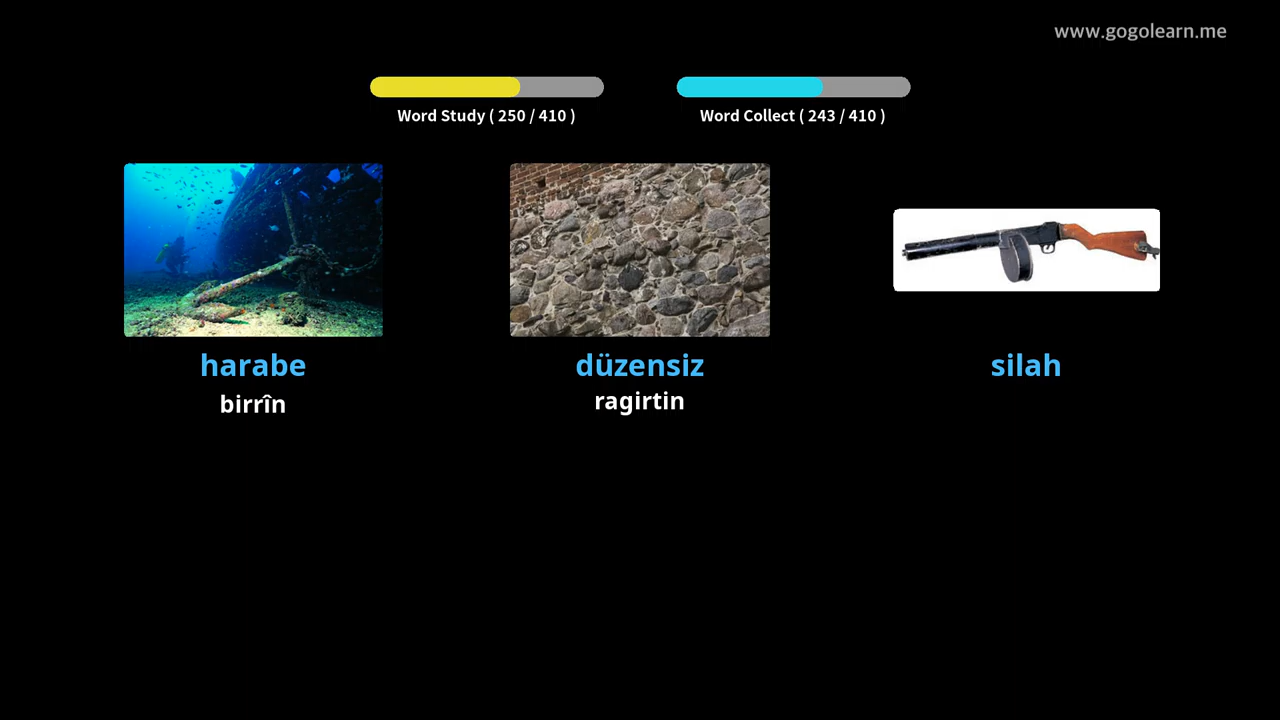 www.gogolearn.me
Word Study ( 250 / 410 )
Word Collect ( 243 / 410 )
harabe
birrîn
düzensiz
ragirtin
silah